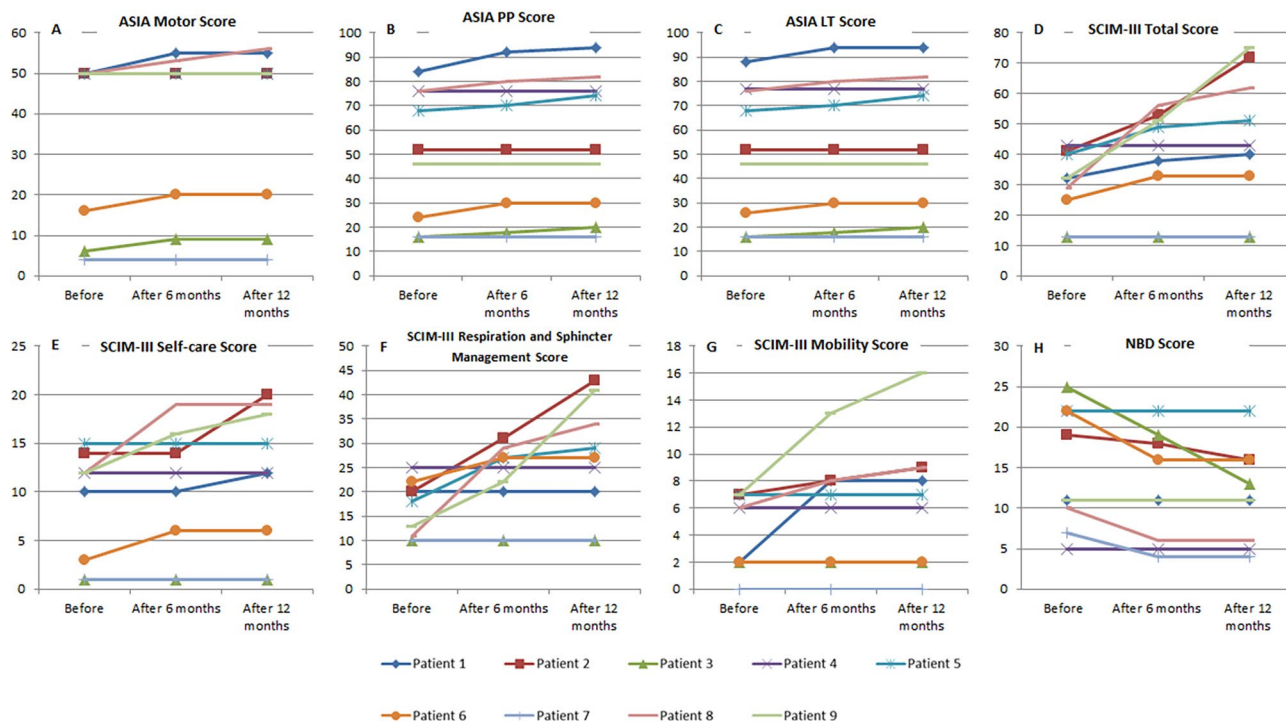 A ASIA Motor Score
60
50
40
30
20
10
0
Before After 6 months After 12
months
B ASIA PP Score
100
90
80
70
60
50
40
30
20
10
0
Before After 6 After 12
months months
C ASIA LT Score
100
90
80
70
60
50
40
30
20
10
0
Before After 6 After 12
months months
D SCIM-III Total Score
80
70
60
50
40
30
20
10
0
Before After 6 months After 12
months
E SCIM-III Self-care Score
25
20
15
10
5
0
Before After 6 months After 12
months
F SCIM-III Respiration and Sphincter
Management Score
50
45
40
35
30
25
20
15
10
5
0
Before After 6 months After 12
months
G SCIM-III Mobility Score
18
16
14
12
10
8
6
4
2
0
Before After 6 months After 12
months
H NBD Score
30
25
20
15
10
5
0
Before After 6 months After 12
months
Patient 1 Patient 2 Patient 3 Patient 4 Patient 5
Patient 6 Patient 7 Patient 8 Patient 9